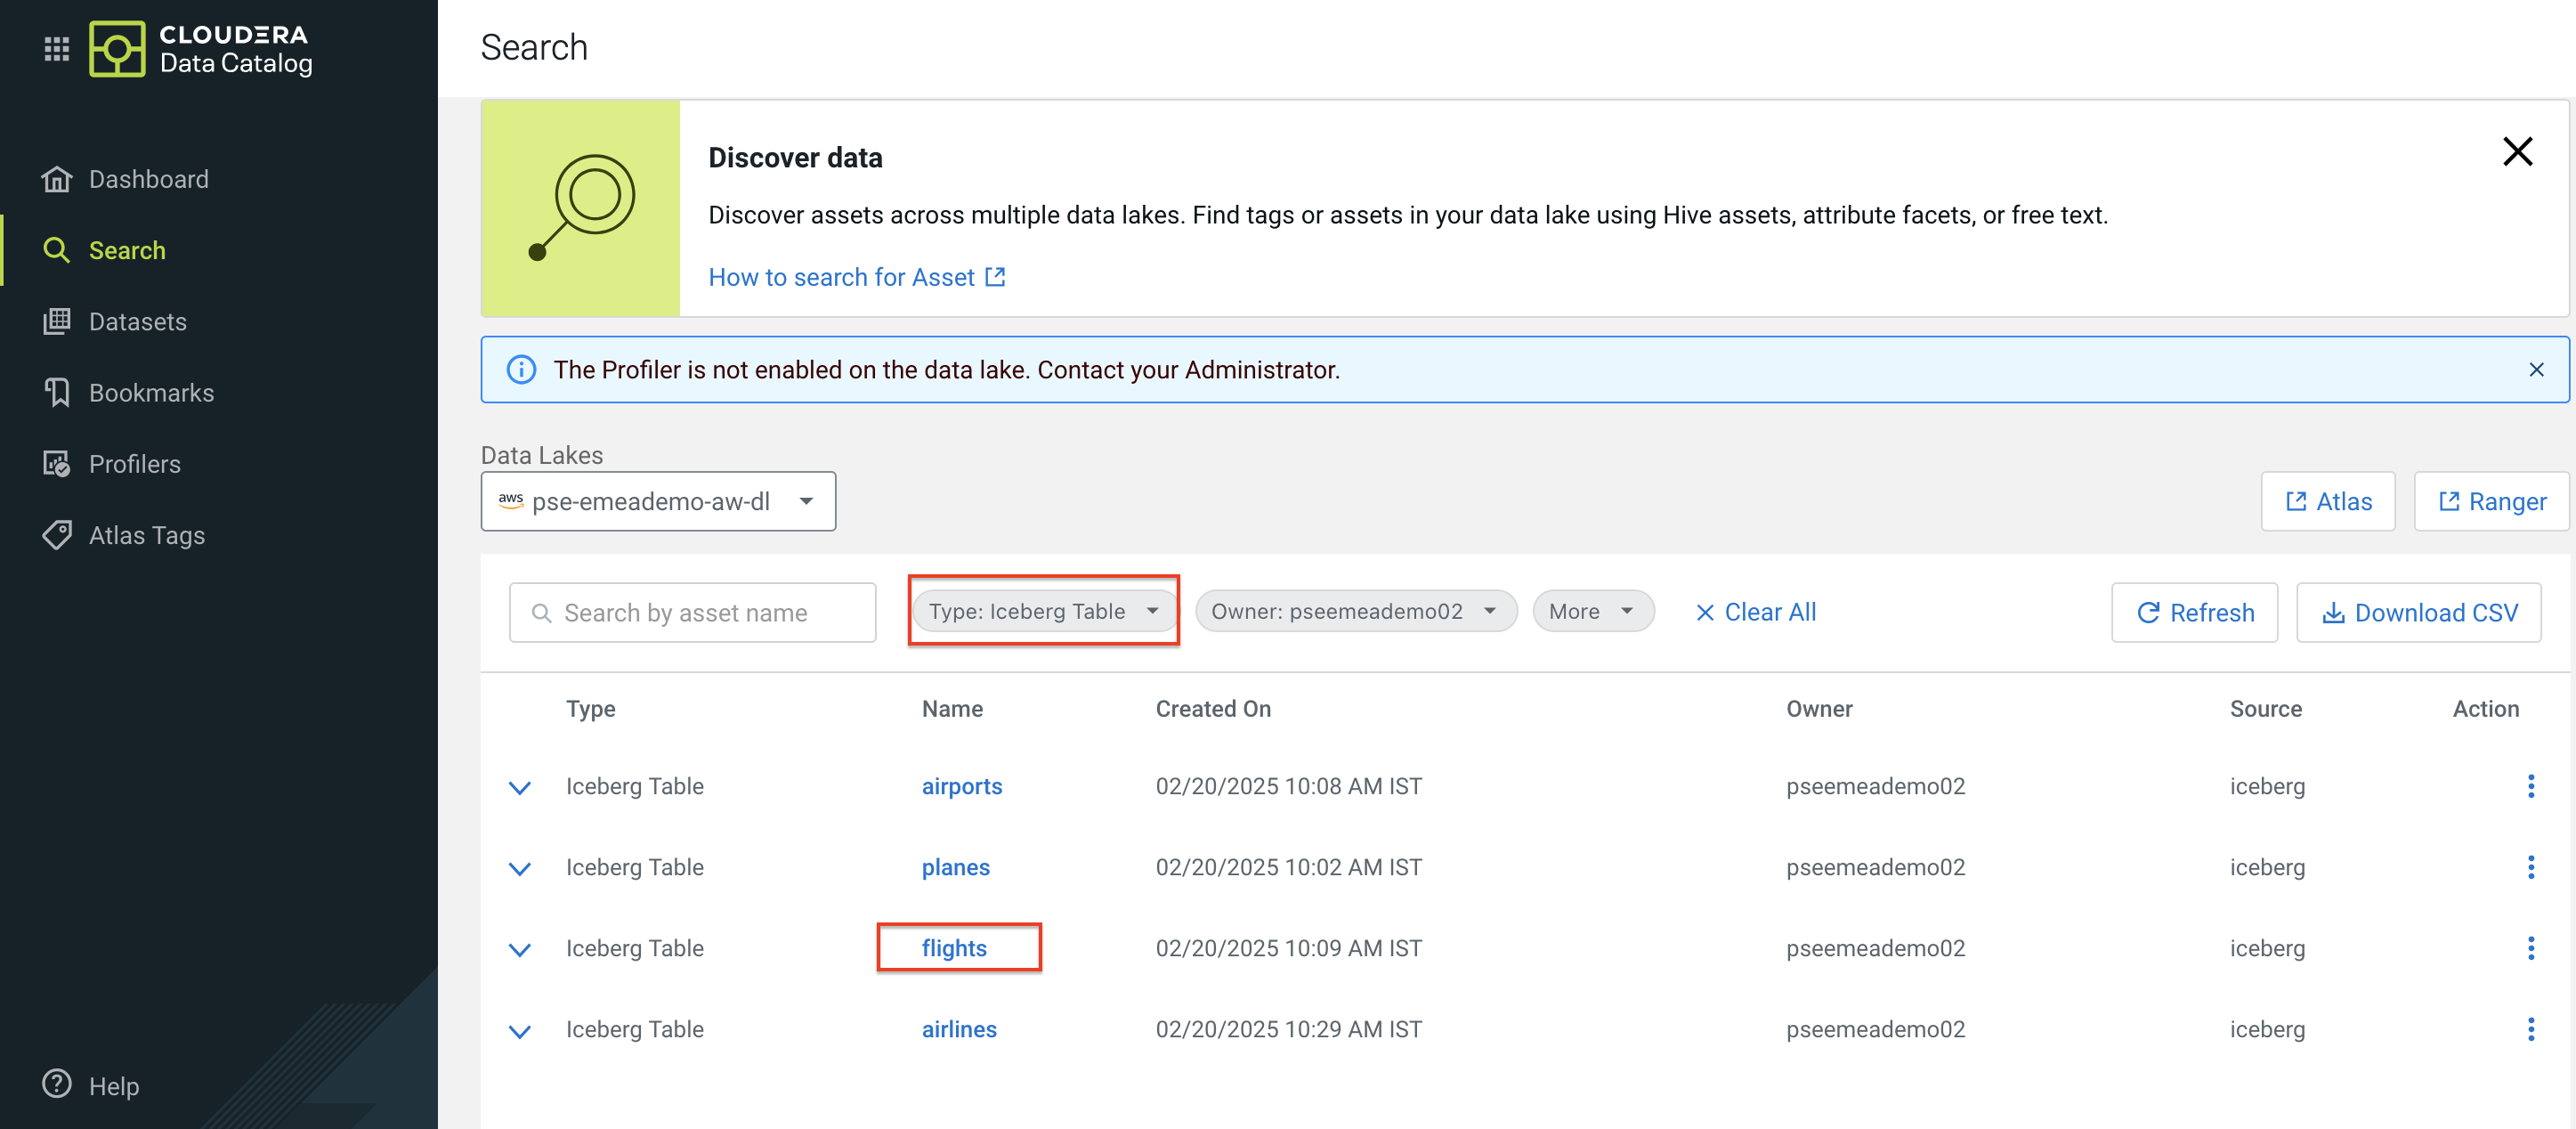 CLOUDERA
Data Catalog
Dashboard
Search
Datasets
Bookmarks
Profilers
Atlas Tags
Help
Search
Discover data
Discover assets across multiple data lakes. Find tags or assets in your data lake using Hive assets, attribute facets, or free text.
How to search for Asset
The Profiler is not enabled on the data lake. Contact your Administrator.
Data Lakes
aws pse-emeademo-aw-dl
Atlas Ranger
Search by asset name Type: Iceberg Table Owner: pseemeademo02 More Clear All Refresh Download CSV
Type Name Created On Owner Source Action
Iceberg Table airports 02/20/2025 10:08 AM IST pseemeademo02 iceberg
Iceberg Table planes 02/20/2025 10:02 AM IST pseemeademo02 iceberg
Iceberg Table flights 02/20/2025 10:09 AM IST pseemeademo02 iceberg
Iceberg Table airlines 02/20/2025 10:29 AM IST pseemeademo02 iceberg